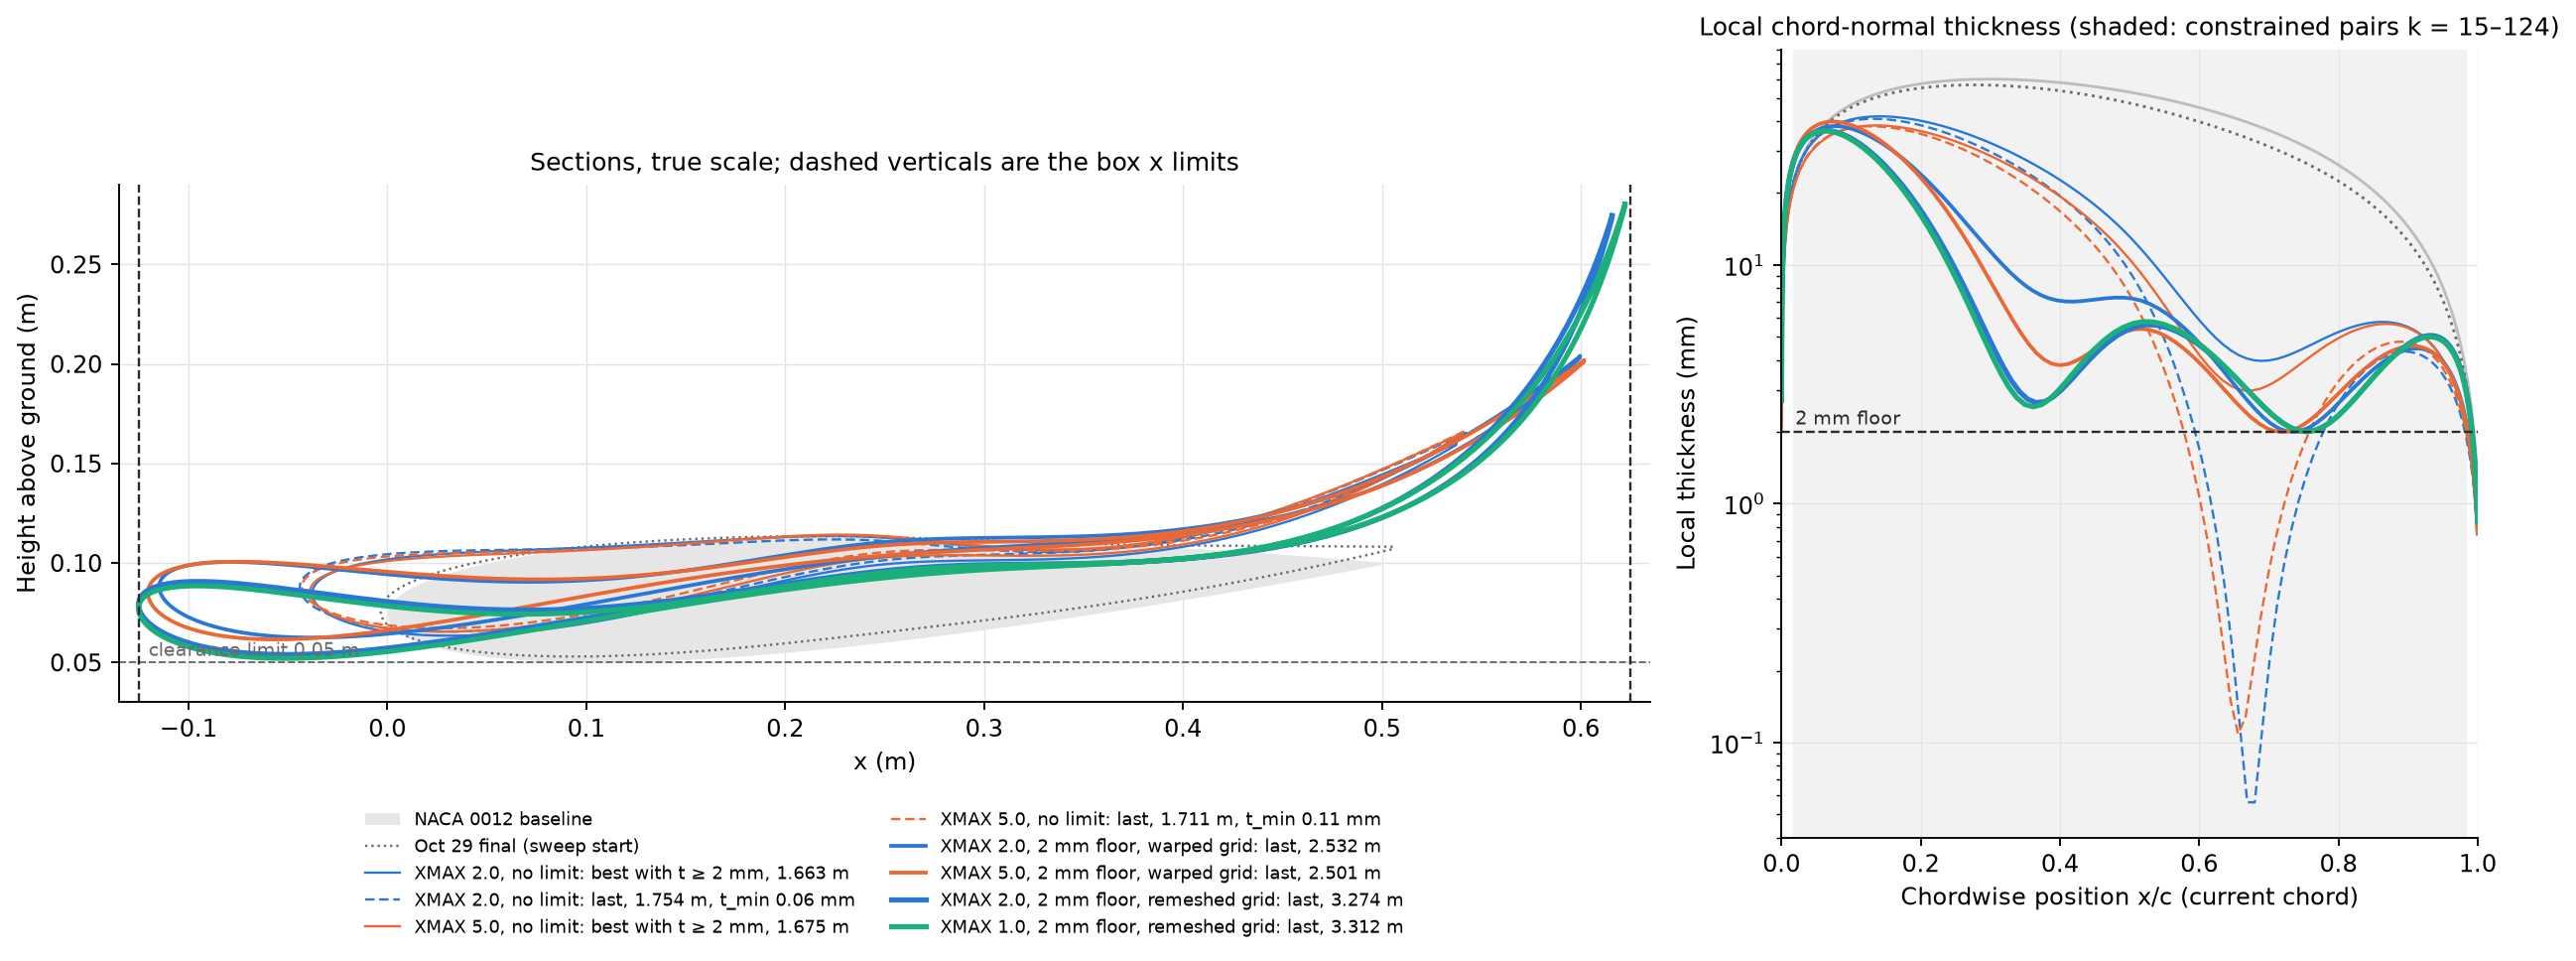 Sections, true scale; dashed verticals are the box x limits
Height above ground (m)
0.25
0.20
0.15
0.10
0.05
clearance limit 0.05 m
−0.1
0.0
0.1
0.2
0.3
0.4
0.5
0.6
x (m)
NACA 0012 baseline
Oct 29 final (sweep start)
XMAX 2.0, no limit: best with t ≥ 2 mm, 1.663 m
XMAX 2.0, no limit: last, 1.754 m, t_min 0.06 mm
XMAX 5.0, no limit: best with t ≥ 2 mm, 1.675 m
XMAX 5.0, no limit: last, 1.711 m, t_min 0.11 mm
XMAX 2.0, 2 mm floor, warped grid: last, 2.532 m
XMAX 5.0, 2 mm floor, warped grid: last, 2.501 m
XMAX 2.0, 2 mm floor, remeshed grid: last, 3.274 m
XMAX 1.0, 2 mm floor, remeshed grid: last, 3.312 m
Local chord-normal thickness (shaded: constrained pairs k = 15–124)
Local thickness (mm)
10¹
10⁰
10⁻¹
2 mm floor
0.0
0.2
0.4
0.6
0.8
1.0
Chordwise position x/c (current chord)